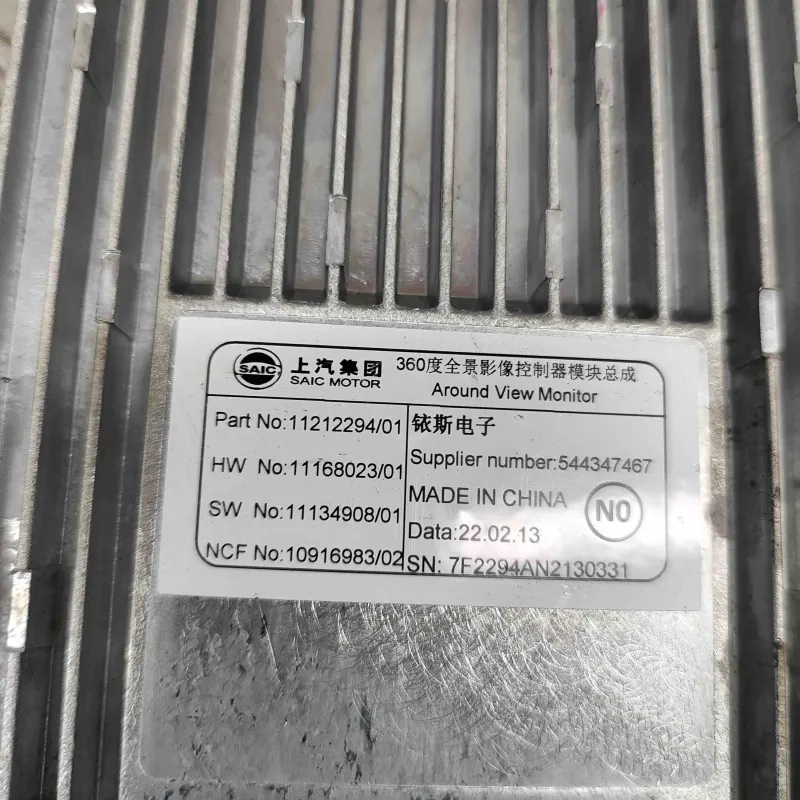 SAIC 上汽集团 360度全景影像控制器模块总成
SAIC MOTOR Around View Monitor
Part No:11212294/01
HW No:11168023/01
SW No:11134908/01
NCF No:10916983/02
铱斯电子
Supplier number:544347467
MADE IN CHINA
N0
Data:22.02.13
SN: 7F2294AN2130331